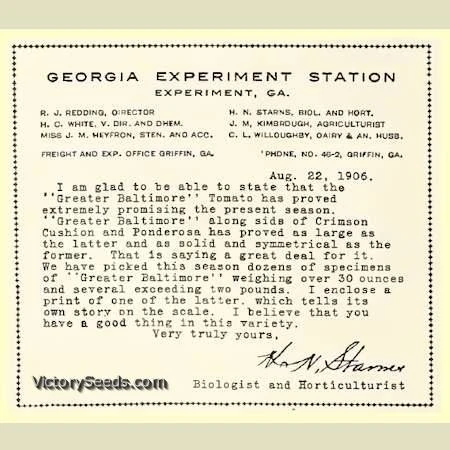 GEORGIA EXPERIMENT STATION
EXPERIMENT, GA.
R. J. REDDING, DIRECTOR
H. C. WHITE, V. DIR. AND DHEM.
MISS J. M. HEYFRON, STEN. AND ACC.
H. N. STARNS, BIOL. AND HORT.
J. M, KIMBROUGH, AGRICULTURIST
C. L. WILLOUGHBY, DAIRY & AN. HUSB.
FREIGHT AND EXP. OFFICE GRIFFIN, GA.
'PHONE, NO. 46-2, GRIFFIN, GA.
Aug. 22, 1906.
I am glad to be able to state that the
''Greater Baltimore'' Tomato has proved
extremely promising the present season.
''Greater Baltimore'' along side of Crimson
Cushion and Ponderosa has proved as large as
the latter and as solid and symmetrical as the
former. That is saying a great deal for it.
We have picked this season dozens of specimens
of ''Greater Baltimore'' weighing over 30 ounces
and several exceeding two pounds. I enclose a
print of one of the latter, which tells its
own story on the scale. I believe that you
have a good thing in this variety.
Very truly yours,
H. N. Starnes
Biologist and Horticulturist
VictorySeeds.com